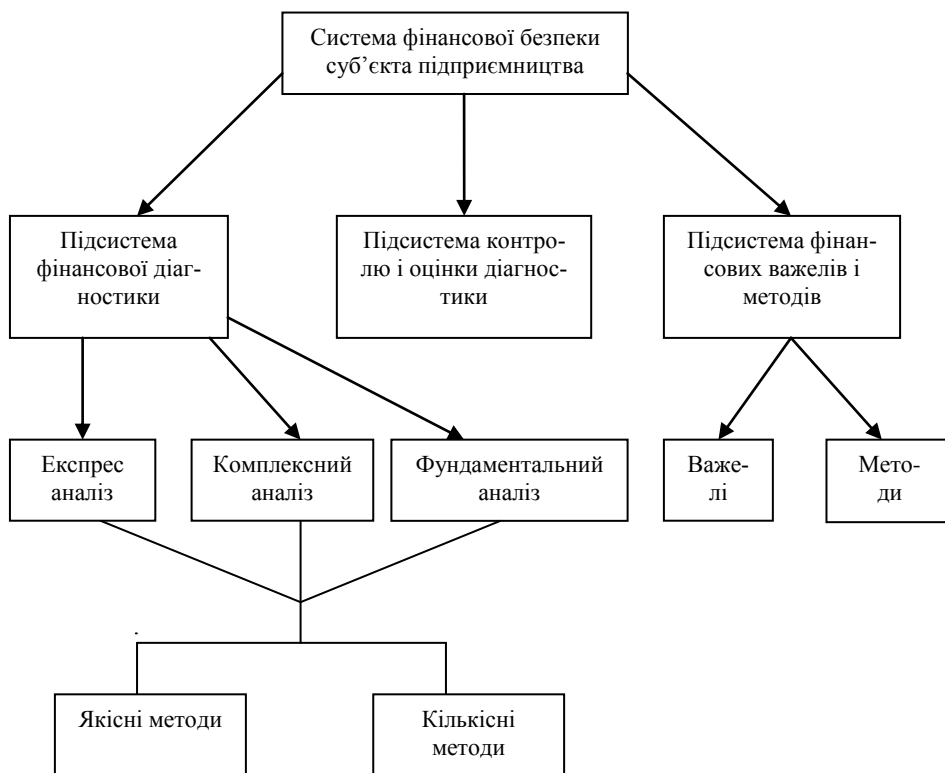 Система фінансової безпеки
суб’єкта підприємництва
Підсистема
фінансової діаг-
ностики
Підсистема контро-
лю і оцінки діагнос-
тики
Підсистема фінан-
сових важелів і
методів
Експрес
аналіз
Комплексний
аналіз
Фундаментальний
аналіз
Важе-
лі
Мето-
ди
Якісні методи
Кількісні
методи